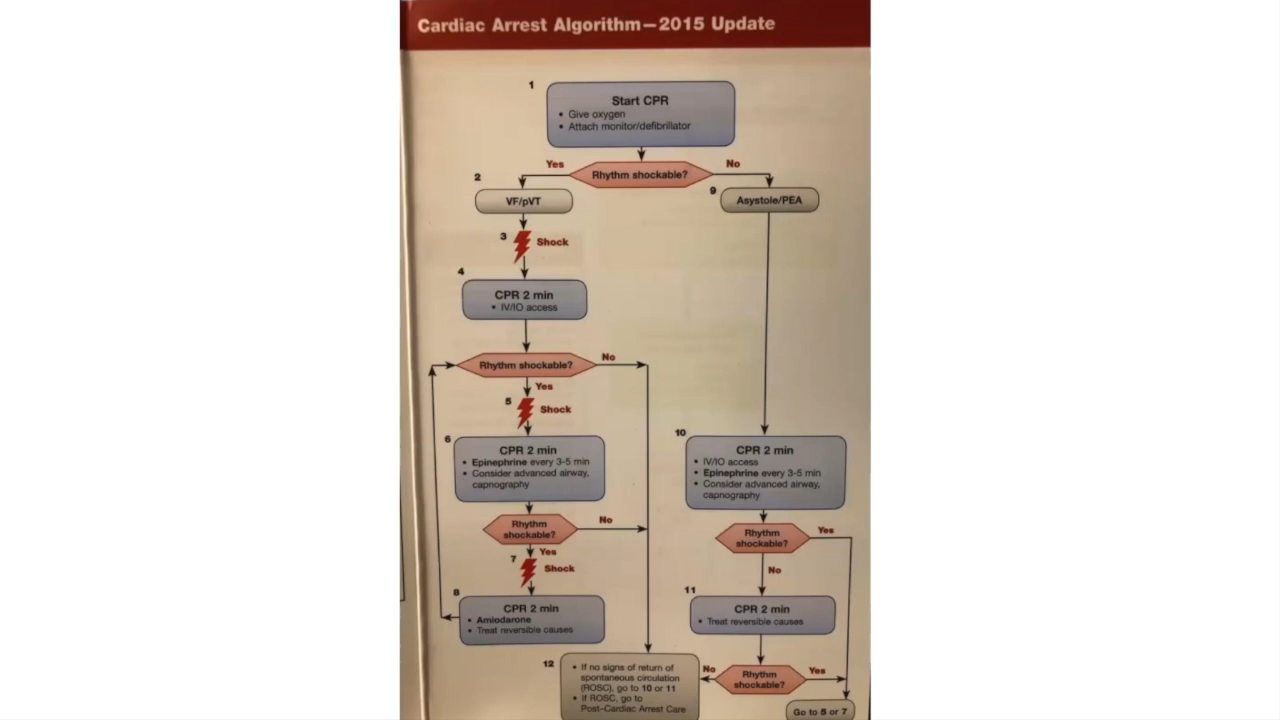 Cardiac Arrest Algorithm—2015 Update
1
Start CPR
• Give oxygen
• Attach monitor/defibrillator
Yes
Rhythm shockable?
No
2
VF/pVT
9
Asystole/PEA
3
Shock
4
CPR 2 min
• IV/IO access
Rhythm shockable?
No
Yes
5
Shock
6
CPR 2 min
• Epinephrine every 3-5 min
• Consider advanced airway,
capnography
10
CPR 2 min
• IV/IO access
• Epinephrine every 3-5 min
• Consider advanced airway,
capnography
Rhythm
shockable?
No
Yes
7
Shock
Rhythm
shockable?
Yes
No
8
CPR 2 min
• Amiodarone
• Treat reversible causes
11
CPR 2 min
• Treat reversible causes
12
• If no signs of return of
spontaneous circulation
(ROSC), go to 10 or 11
• If ROSC, go to
Post–Cardiac Arrest Care
No
Rhythm
shockable?
Yes
Go to 5 or 7